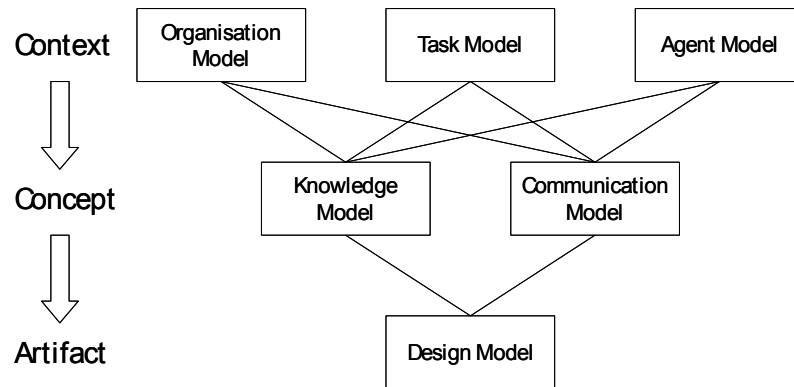 Context
Organisation
Model
Task Model
Agent Model
Concept
Knowledge
Model
Communication
Model
Artifact
Design Model